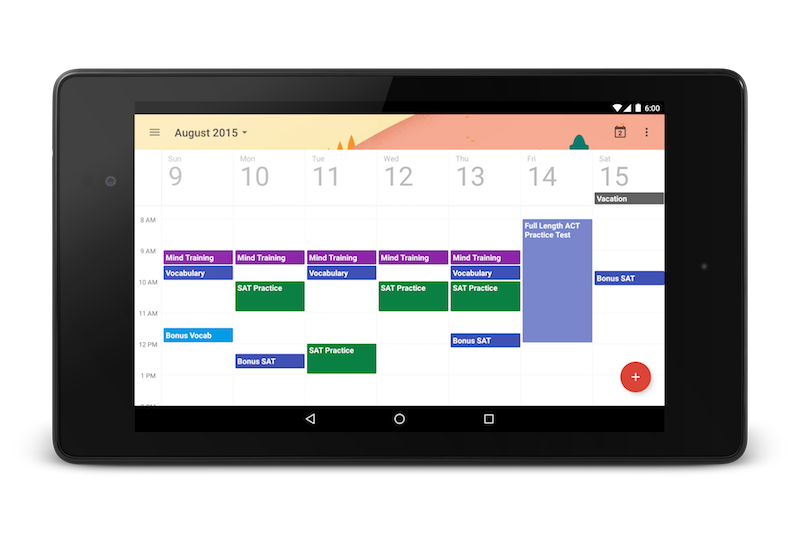 6:00
August 2015
2
Sun
Mon
Tue
Wed
Thu
Fri
Sat
9
10
11
12
13
14
15
Vacation
8 AM
Full Length ACT
Practice Test
9 AM
Mind Training
Mind Training
Mind Training
Mind Training
Mind Training
Vocabulary
Vocabulary
Vocabulary
Bonus SAT
10 AM
SAT Practice
SAT Practice
SAT Practice
11 AM
Bonus Vocab
Bonus SAT
12 PM
SAT Practice
Bonus SAT
1 PM